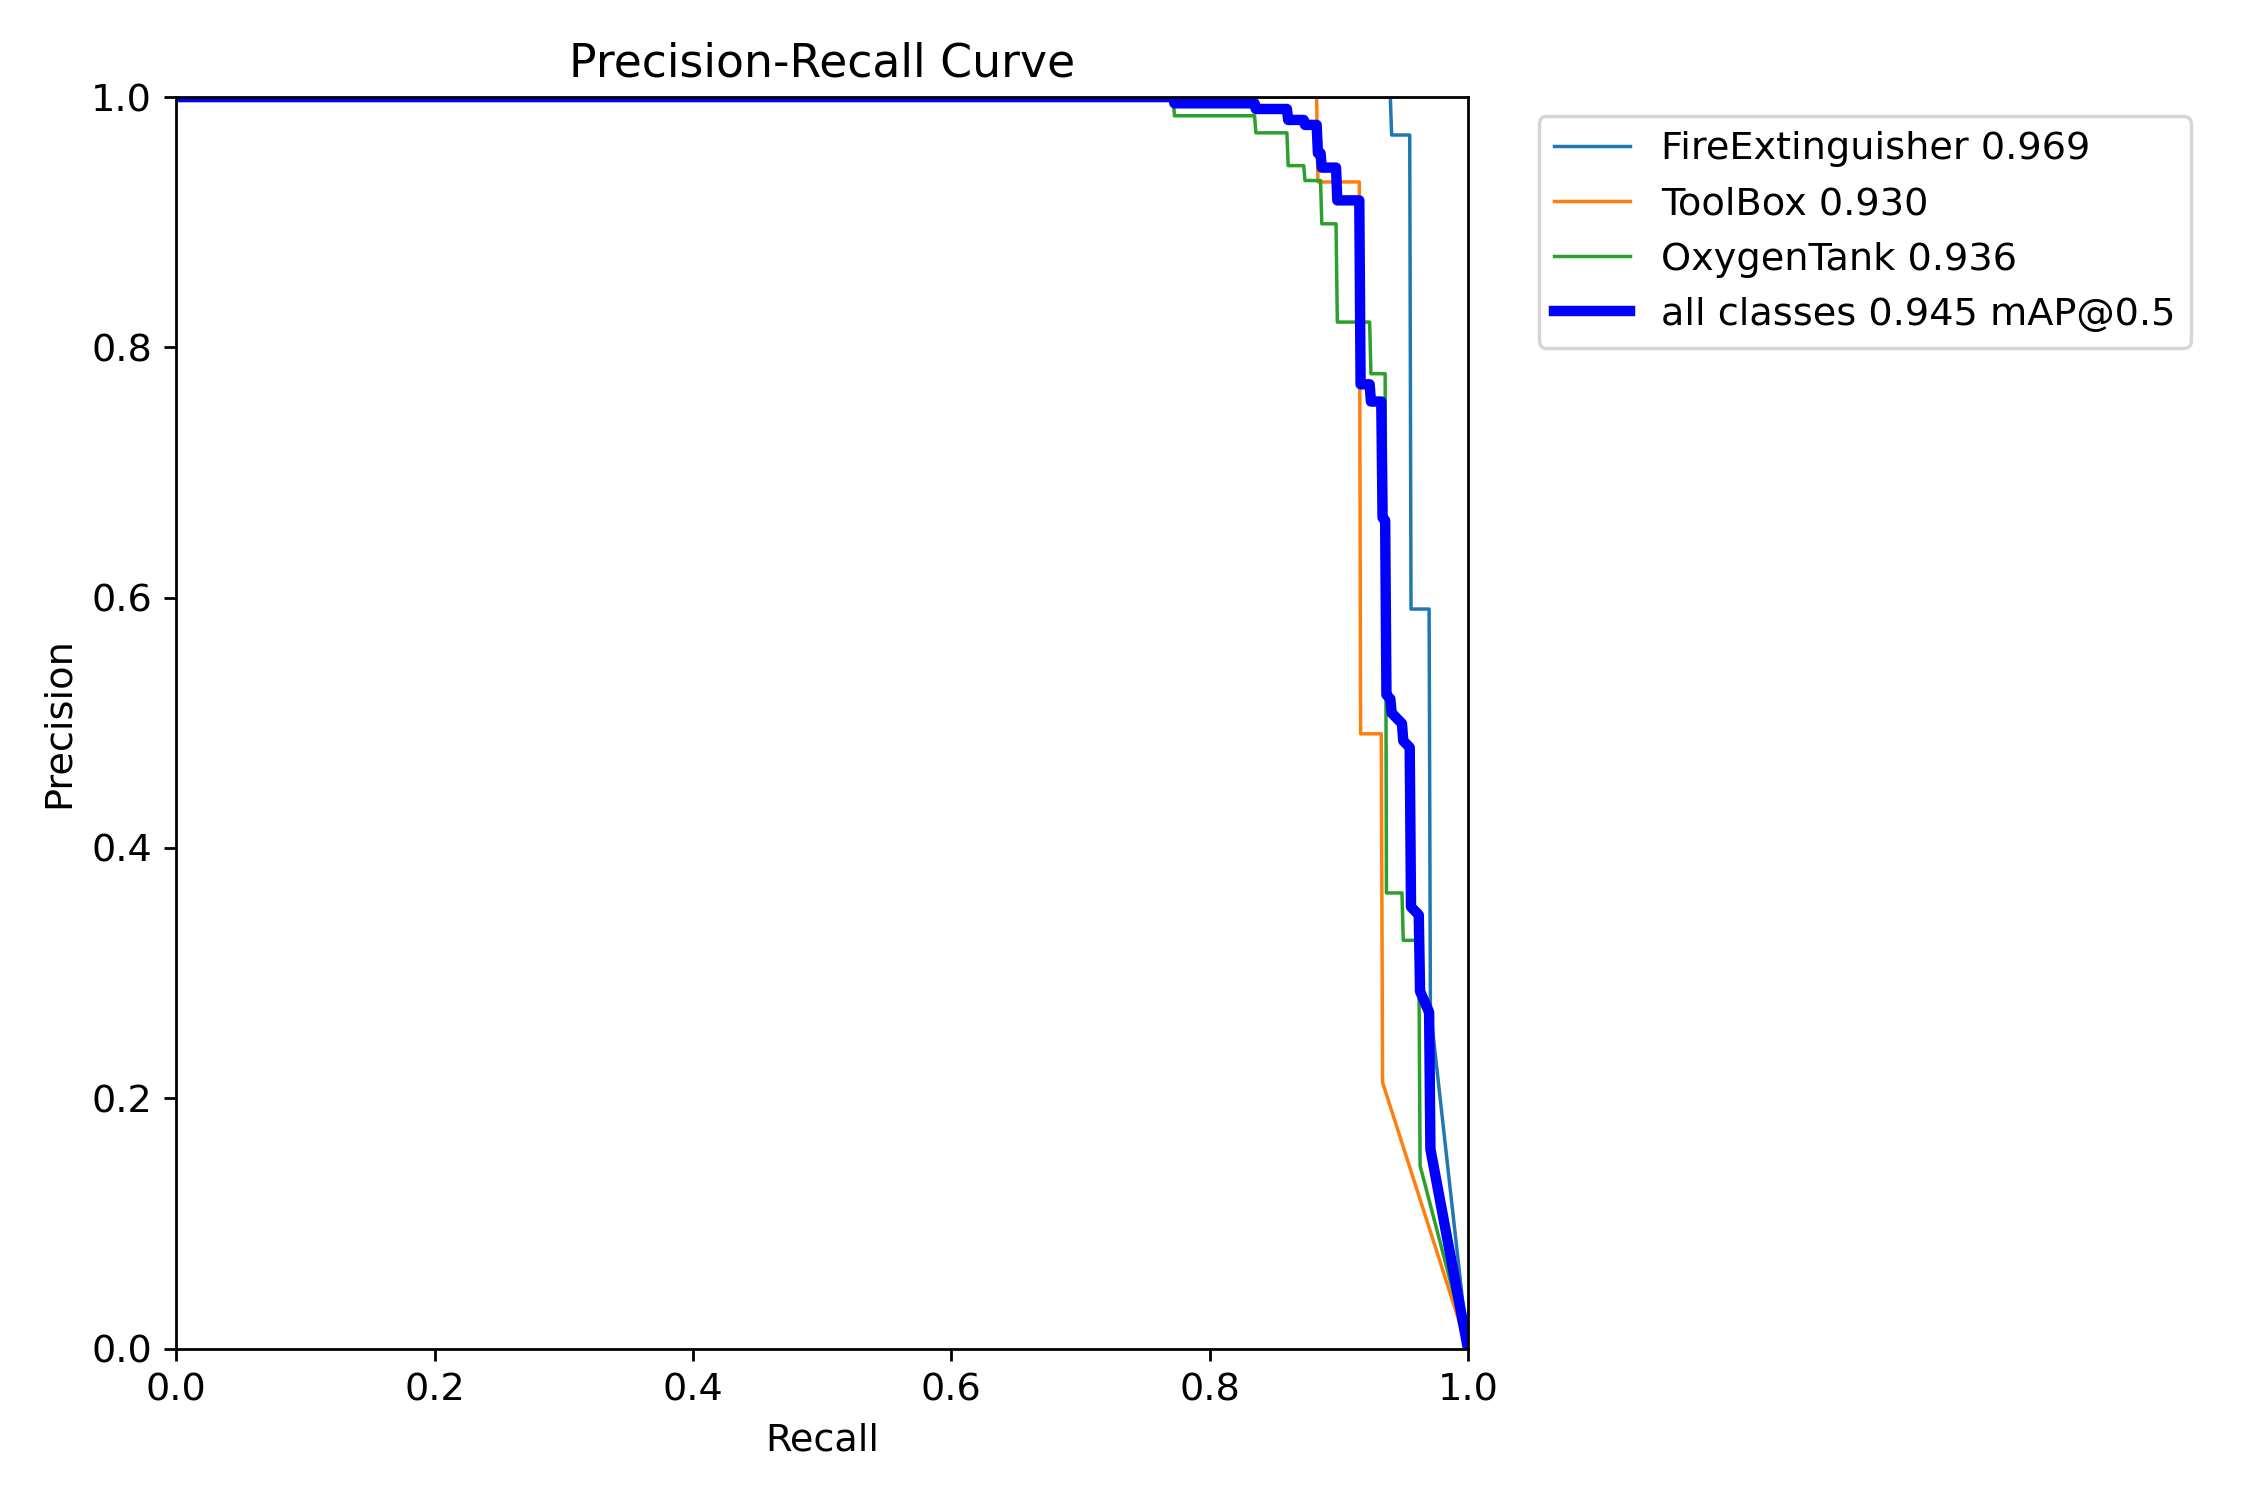 Precision-Recall Curve
1.0
0.8
0.6
0.4
0.2
0.0
Precision
0.0 0.2 0.4 0.6 0.8 1.0
Recall
FireExtinguisher 0.969
ToolBox 0.930
OxygenTank 0.936
all classes 0.945 mAP@0.5